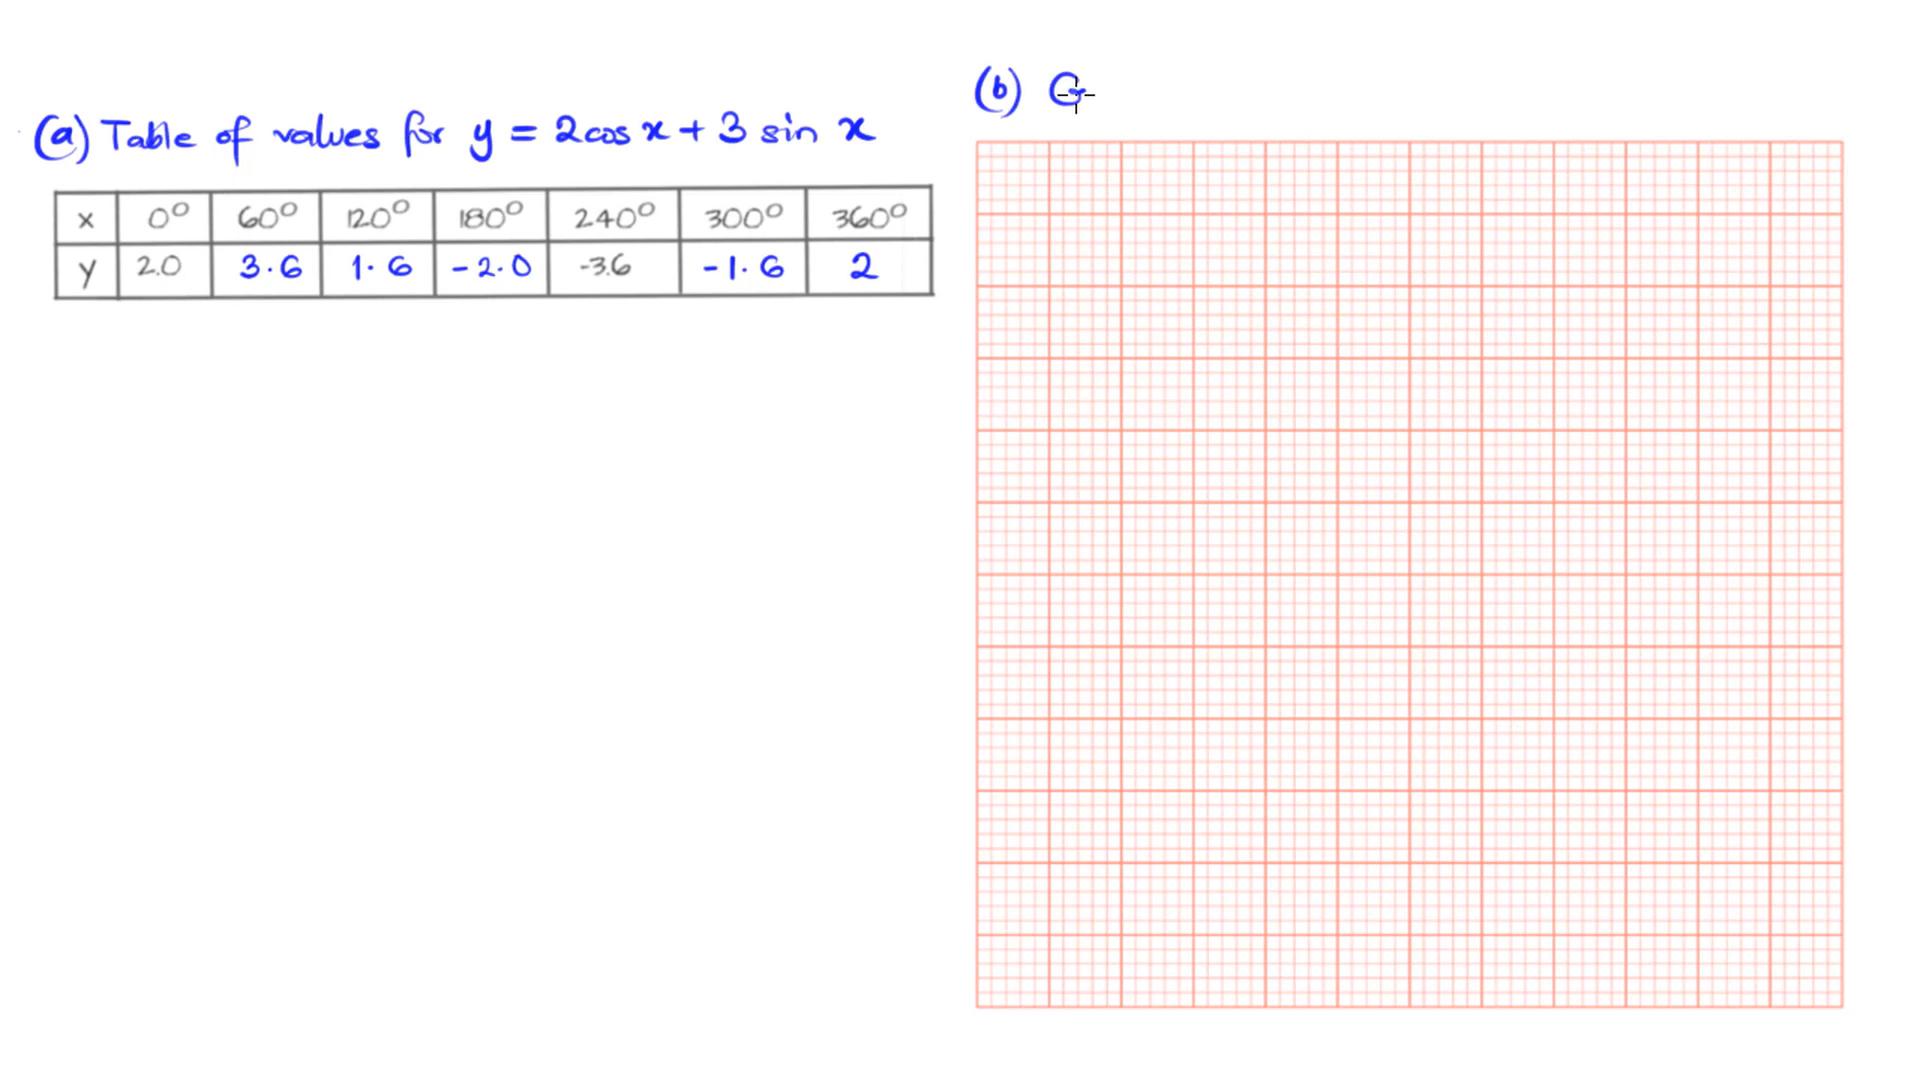 (a) Table of values for y = 2cos x + 3 sin x
x 0° 60° 120° 180° 240° 300° 360°
y 2.0 3.6 1.6 -2.0 -3.6 -1.6 2
(b) G